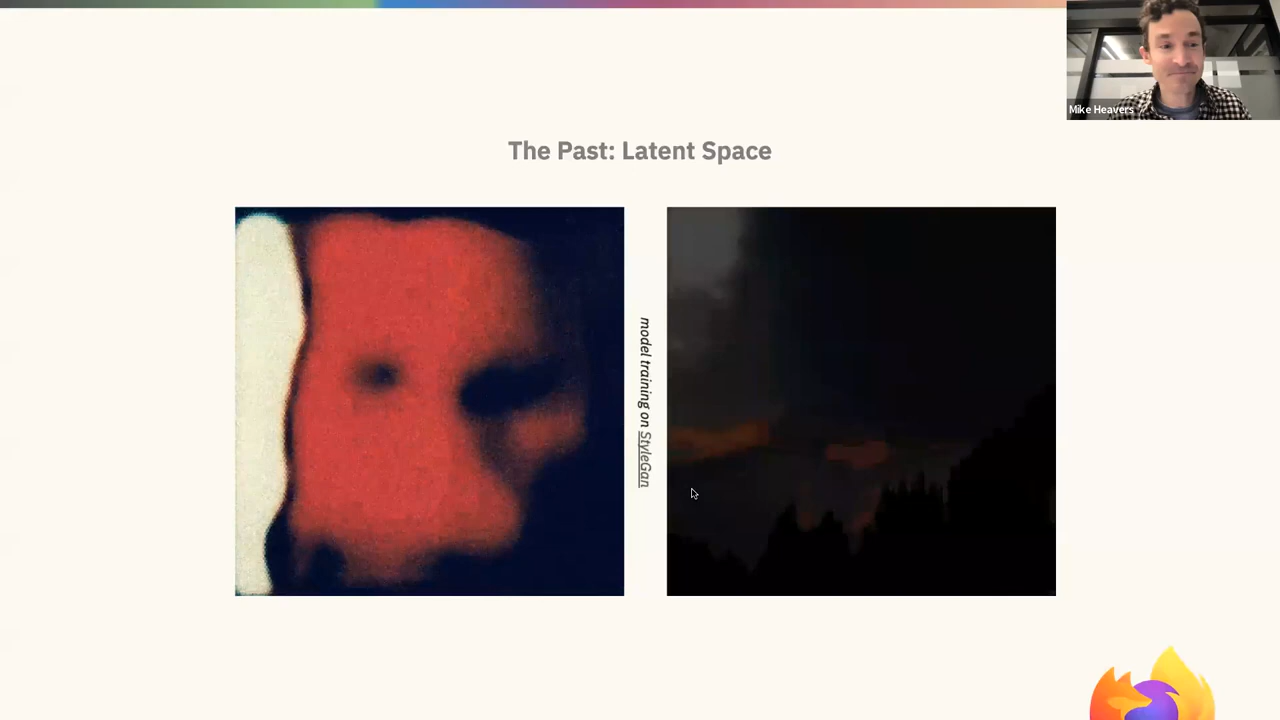 Mike Heavers
The Past: Latent Space
model training on StyleGan